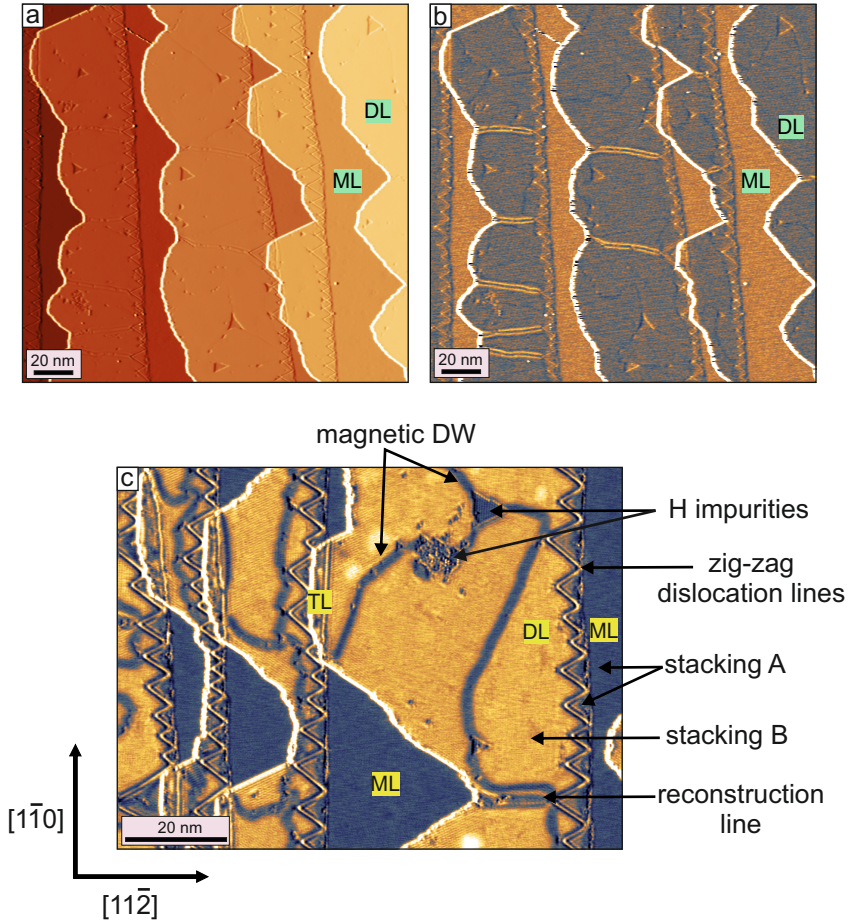 a
DL
ML
20 nm
b
DL
ML
20 nm
magnetic DW
c
H impurities
zig-zag
dislocation lines
TL
DL
ML
stacking A
stacking B
ML
reconstruction
line
20 nm
[11̅0]
[112̅]